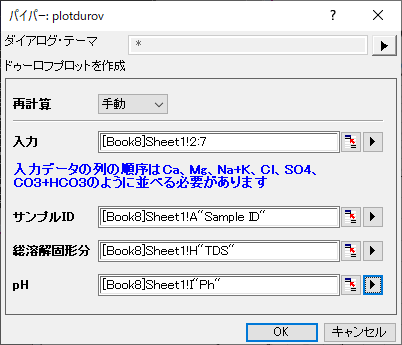 パイパー: plotdurov
ダイアログ・テーマ *
ドゥーロフプロットを作成
再計算 手動
入力 [Book8]Sheet1!2:7
入力データの列の順序はCa、Mg、Na+K、Cl、SO4、
CO3+HCO3のように並べる必要があります
サンプルID [Book8]Sheet1!A"Sample ID"
総溶解固形分 [Book8]Sheet1!H"TDS"
pH [Book8]Sheet1!I"Ph"
OK キャンセル